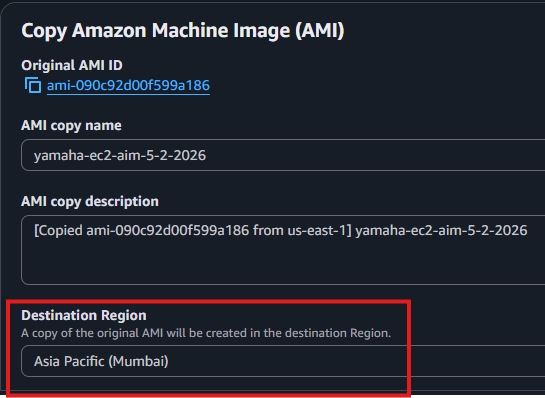 Copy Amazon Machine Image (AMI)
Original AMI ID
ami-090c92d00f599a186
AMI copy name
yamaha-ec2-aim-5-2-2026
AMI copy description
[Copied ami-090c92d00f599a186 from us-east-1] yamaha-ec2-aim-5-2-2026
Destination Region
A copy of the original AMI will be created in the destination Region.
Asia Pacific (Mumbai)